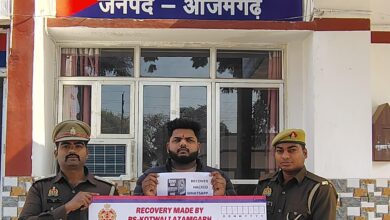 जनपद – आजमगढ़
RECOVER
HACKED
WHATSAPP
RECOVERY MADE BY
PS-KOTWALI AZAMGARH